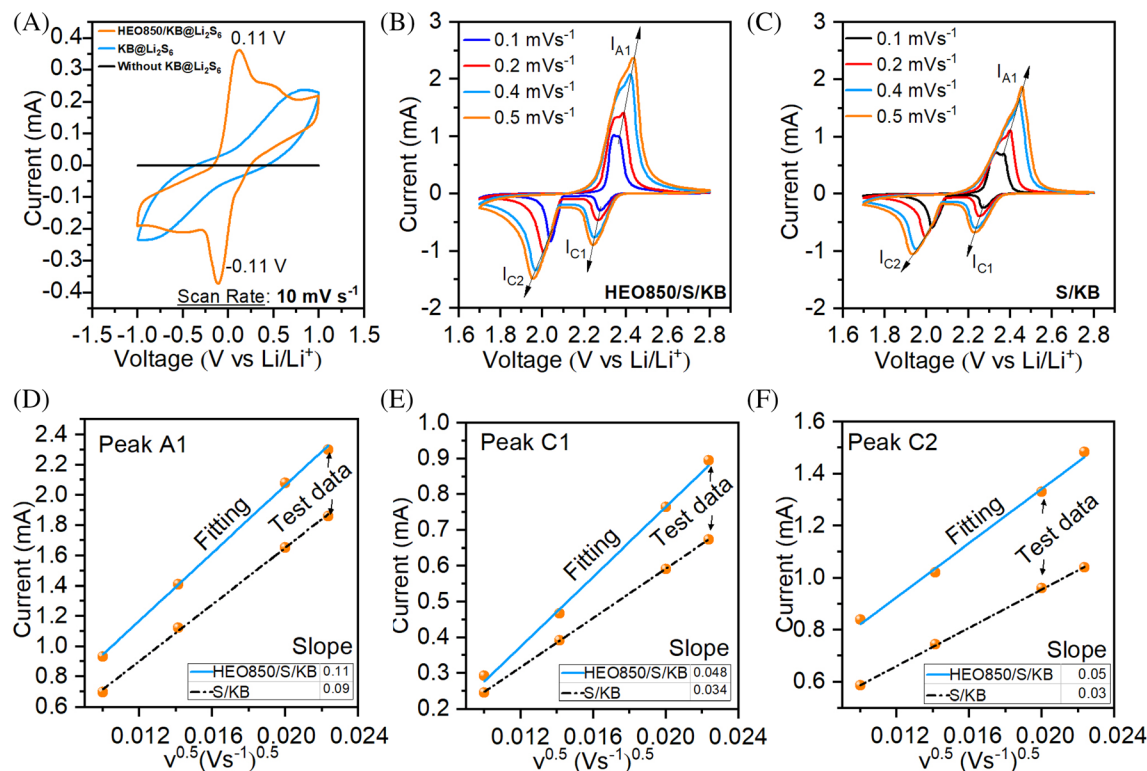 (A)
HEO850/KB@Li₂S₆
KB@Li₂S₆
Without KB@Li₂S₆
0.11 V
-0.11 V
Scan Rate: 10 mV s⁻¹
0.4
0.3
0.2
0.1
0.0
-0.1
-0.2
-0.3
-0.4
Current (mA)
-1.5 -1.0 -0.5 0.0 0.5 1.0 1.5
Voltage (V vs Li/Li⁺)
(B)
0.1 mVs⁻¹
0.2 mVs⁻¹
0.4 mVs⁻¹
0.5 mVs⁻¹
I_A1
I_C1
I_C2
HEO850/S/KB
3
2
1
0
-1
-2
Current (mA)
1.6 1.8 2.0 2.2 2.4 2.6 2.8
Voltage (V vs Li/Li⁺)
(C)
0.1 mVs⁻¹
0.2 mVs⁻¹
0.4 mVs⁻¹
0.5 mVs⁻¹
I_A1
I_C2
I_C1
S/KB
3
2
1
0
-1
-2
Current (mA)
1.6 1.8 2.0 2.2 2.4 2.6 2.8
Voltage (V vs Li/Li⁺)
(D)
Peak A1
Fitting
Test data
Slope
HEO850/S/KB 0.11
S/KB 0.09
2.4
2.2
2.0
1.8
1.6
1.4
1.2
1.0
0.8
0.6
Current (mA)
0.012 0.016 0.020 0.024
v^0.5(Vs⁻¹)^0.5
(E)
Peak C1
Fitting
Test data
Slope
HEO850/S/KB 0.048
S/KB 0.034
1.0
0.9
0.8
0.7
0.6
0.5
0.4
0.3
0.2
Current (mA)
0.012 0.016 0.020 0.024
v^0.5(Vs⁻¹)^0.5
(F)
Peak C2
Fitting
Test data
Slope
HEO850/S/KB 0.05
S/KB 0.03
1.6
1.4
1.2
1.0
0.8
0.6
Current (mA)
0.012 0.016 0.020 0.024
v^0.5(Vs⁻¹)^0.5